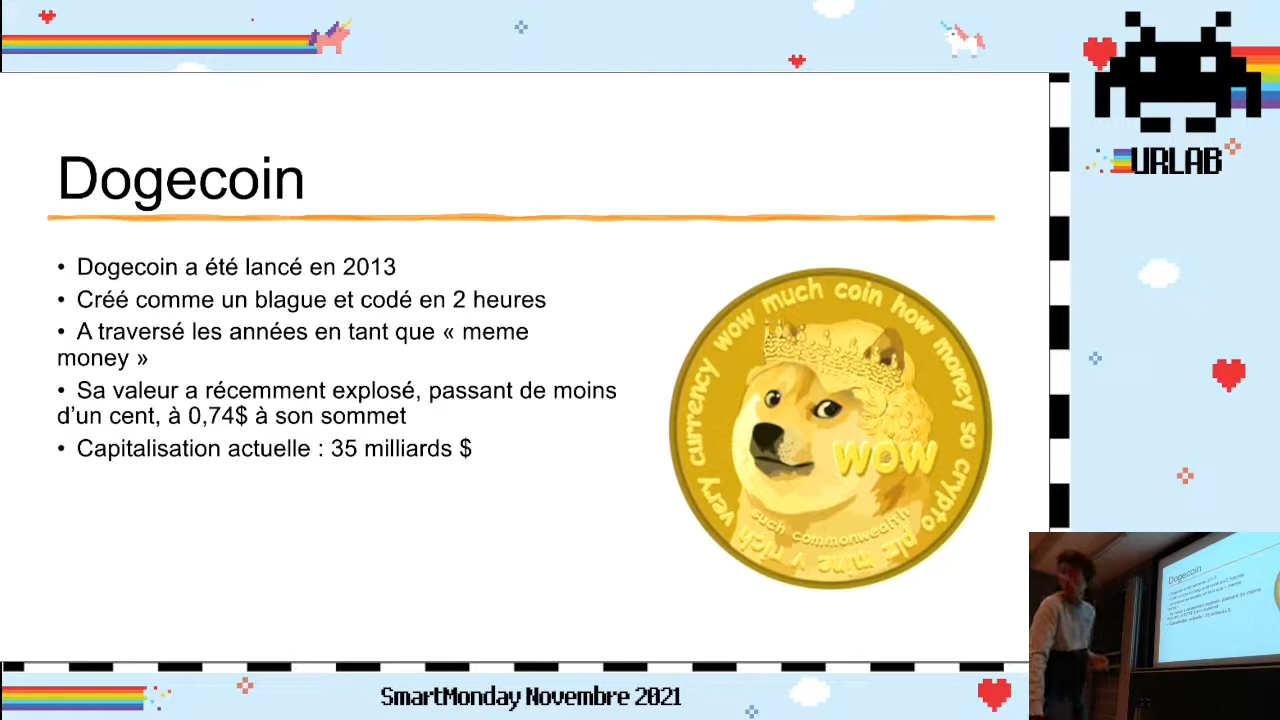 URLAB
Dogecoin
• Dogecoin a été lancé en 2013
• Créé comme un blague et codé en 2 heures
• A traversé les années en tant que « meme
money »
• Sa valeur a récemment explosé, passant de moins
d'un cent, à 0,74$ à son sommet
• Capitalisation actuelle : 35 milliards $
very currency wow much coin how money so crypto plz mine v rich
wow
such commonwealth
Dogecoin
SmartMonday Novembre 2021